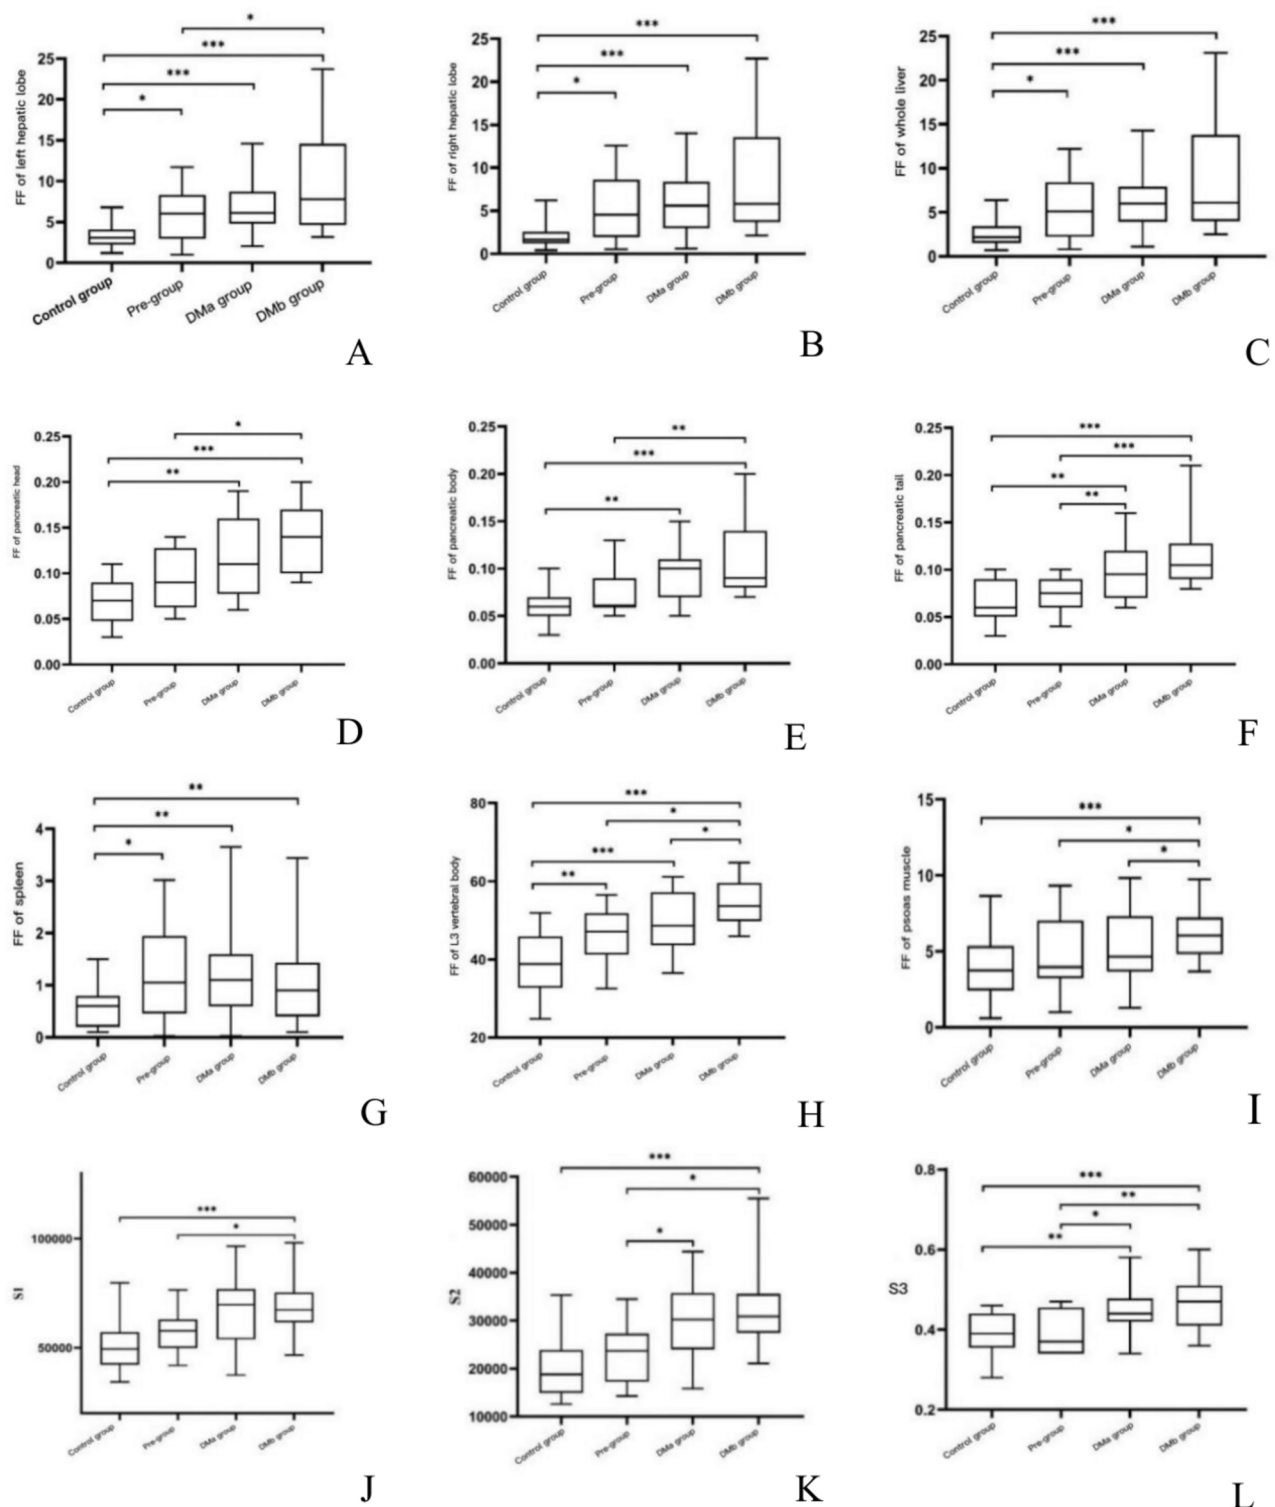 *
***
***
*
FF of left hepatic lobe
25
20
15
10
5
0
Control group
Pre-group
DMa group
DMb group
A
***
***
*
FF of right hepatic lobe
25
20
15
10
5
0
Control group
Pre-group
DMa group
DMb group
B
***
***
*
FF of whole liver
25
20
15
10
5
0
Control group
Pre-group
DMa group
DMb group
C
*
***
**
FF of pancreatic head
0.25
0.20
0.15
0.10
0.05
0.00
Control group
Pre-group
DMa group
DMb group
D
**
***
**
FF of pancreatic body
0.25
0.20
0.15
0.10
0.05
0.00
Control group
Pre-group
DMa group
DMb group
E
***
***
**
**
FF of pancreatic tail
0.25
0.20
0.15
0.10
0.05
0.00
Control group
Pre-group
DMa group
DMb group
F
**
**
*
FF of spleen
4
3
2
1
0
Control group
Pre-group
DMa group
DMb group
G
***
*
*
***
**
FF of L3 vertebral body
80
60
40
20
Control group
Pre-group
DMa group
DMb group
H
***
*
*
FF of psoas muscle
15
10
5
0
Control group
Pre-group
DMa group
DMb group
I
***
*
S1
100000
50000
Control group
Pre-group
DMa group
DMb group
J
***
*
*
S2
60000
50000
40000
30000
20000
10000
Control group
Pre-group
DMa group
DMb group
K
***
**
*
**
S3
0.8
0.6
0.4
0.2
Control group
Pre-group
DMa group
DMb group
L